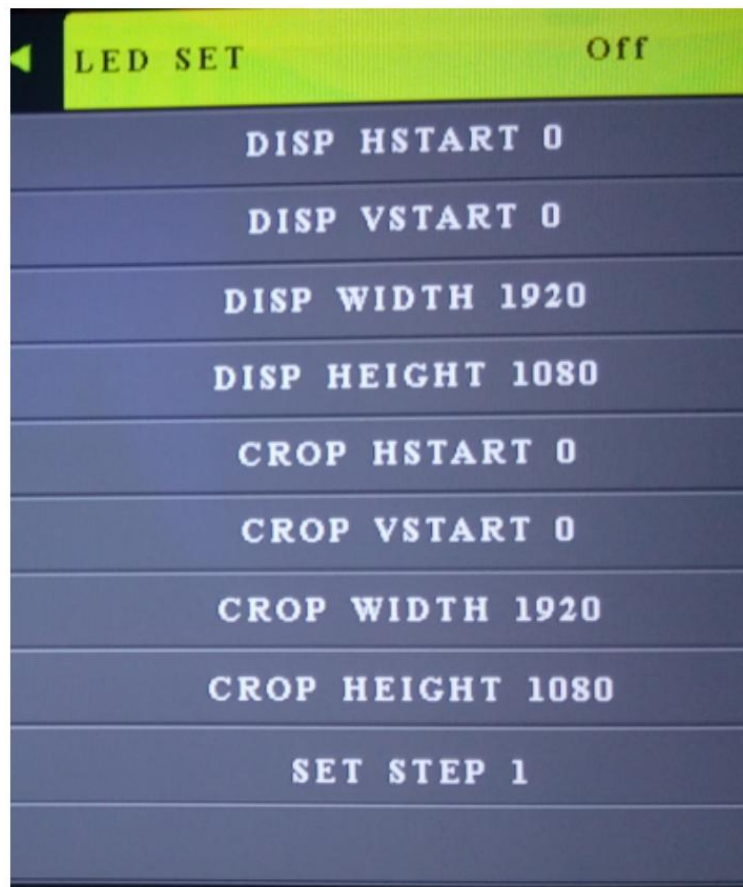 LED SET Off
DISP HSTART 0
DISP VSTART 0
DISP WIDTH 1920
DISP HEIGHT 1080
CROP HSTART 0
CROP VSTART 0
CROP WIDTH 1920
CROP HEIGHT 1080
SET STEP 1